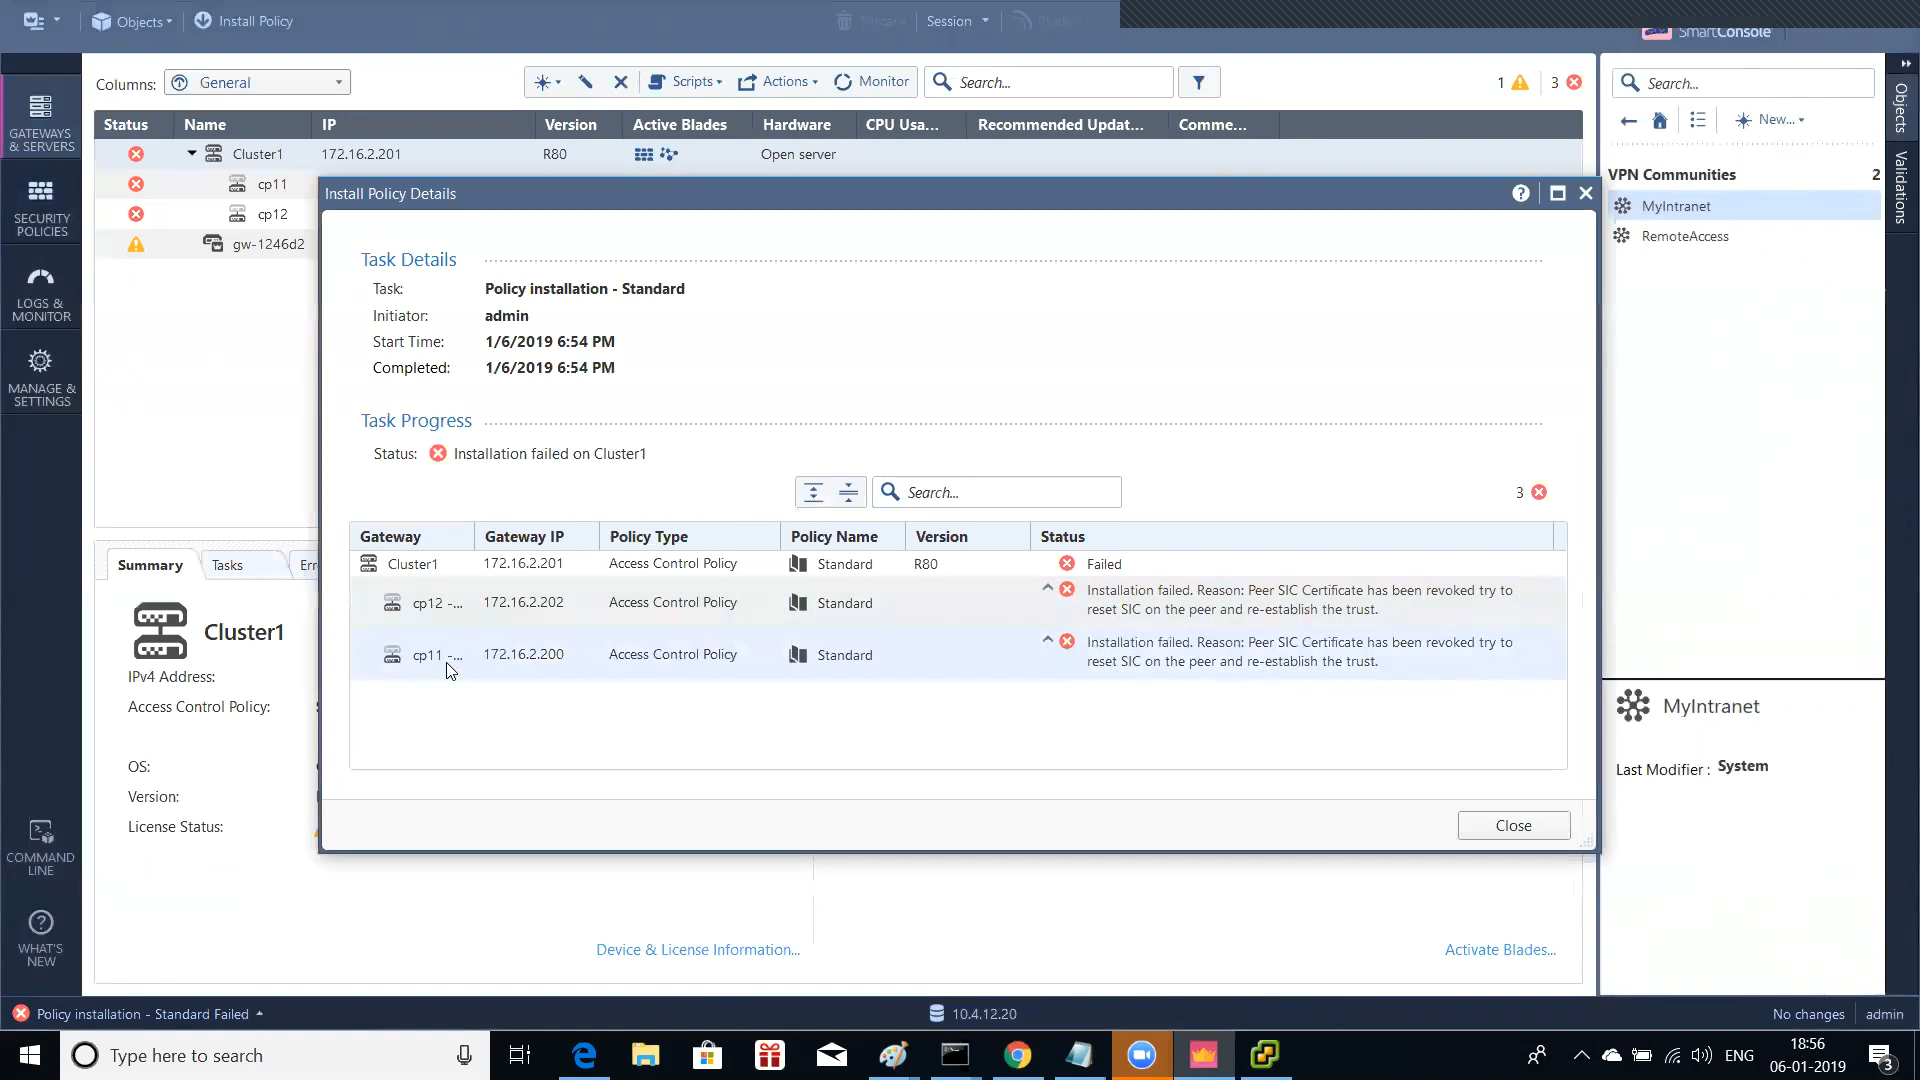 Objects
Install Policy
Discard
Session
SmartConsole
Columns:
General
Scripts
Actions
Monitor
Search...
1
3
Search...
New...
GATEWAYS
& SERVERS
SECURITY
POLICIES
LOGS &
MONITOR
MANAGE &
SETTINGS
COMMAND
LINE
WHAT'S
NEW
Status Name IP Version Active Blades Hardware CPU Usa... Recommended Updat... Comme...
Cluster1 172.16.2.201 R80 Open server
cp11
cp12
gw-1246d2
VPN Communities 2
MyIntranet
RemoteAccess
Objects
Validations
Install Policy Details
Task Details
Task: Policy installation - Standard
Initiator: admin
Start Time: 1/6/2019 6:54 PM
Completed: 1/6/2019 6:54 PM
Task Progress
Status: Installation failed on Cluster1
Search...
3
Gateway Gateway IP Policy Type Policy Name Version Status
Cluster1 172.16.2.201 Access Control Policy Standard R80 Failed
cp12 -... 172.16.2.202 Access Control Policy Standard Installation failed. Reason: Peer SIC Certificate has been revoked try to
reset SIC on the peer and re-establish the trust.
cp11 -... 172.16.2.200 Access Control Policy Standard Installation failed. Reason: Peer SIC Certificate has been revoked try to
reset SIC on the peer and re-establish the trust.
Close
Summary
Tasks
Err
Cluster1
IPv4 Address:
Access Control Policy:
OS:
Version:
License Status:
Device & License Information...
Activate Blades...
MyIntranet
Last Modifier : System
Policy installation - Standard Failed
10.4.12.20
No changes
admin
Type here to search
ENG
18:56
06-01-2019
3